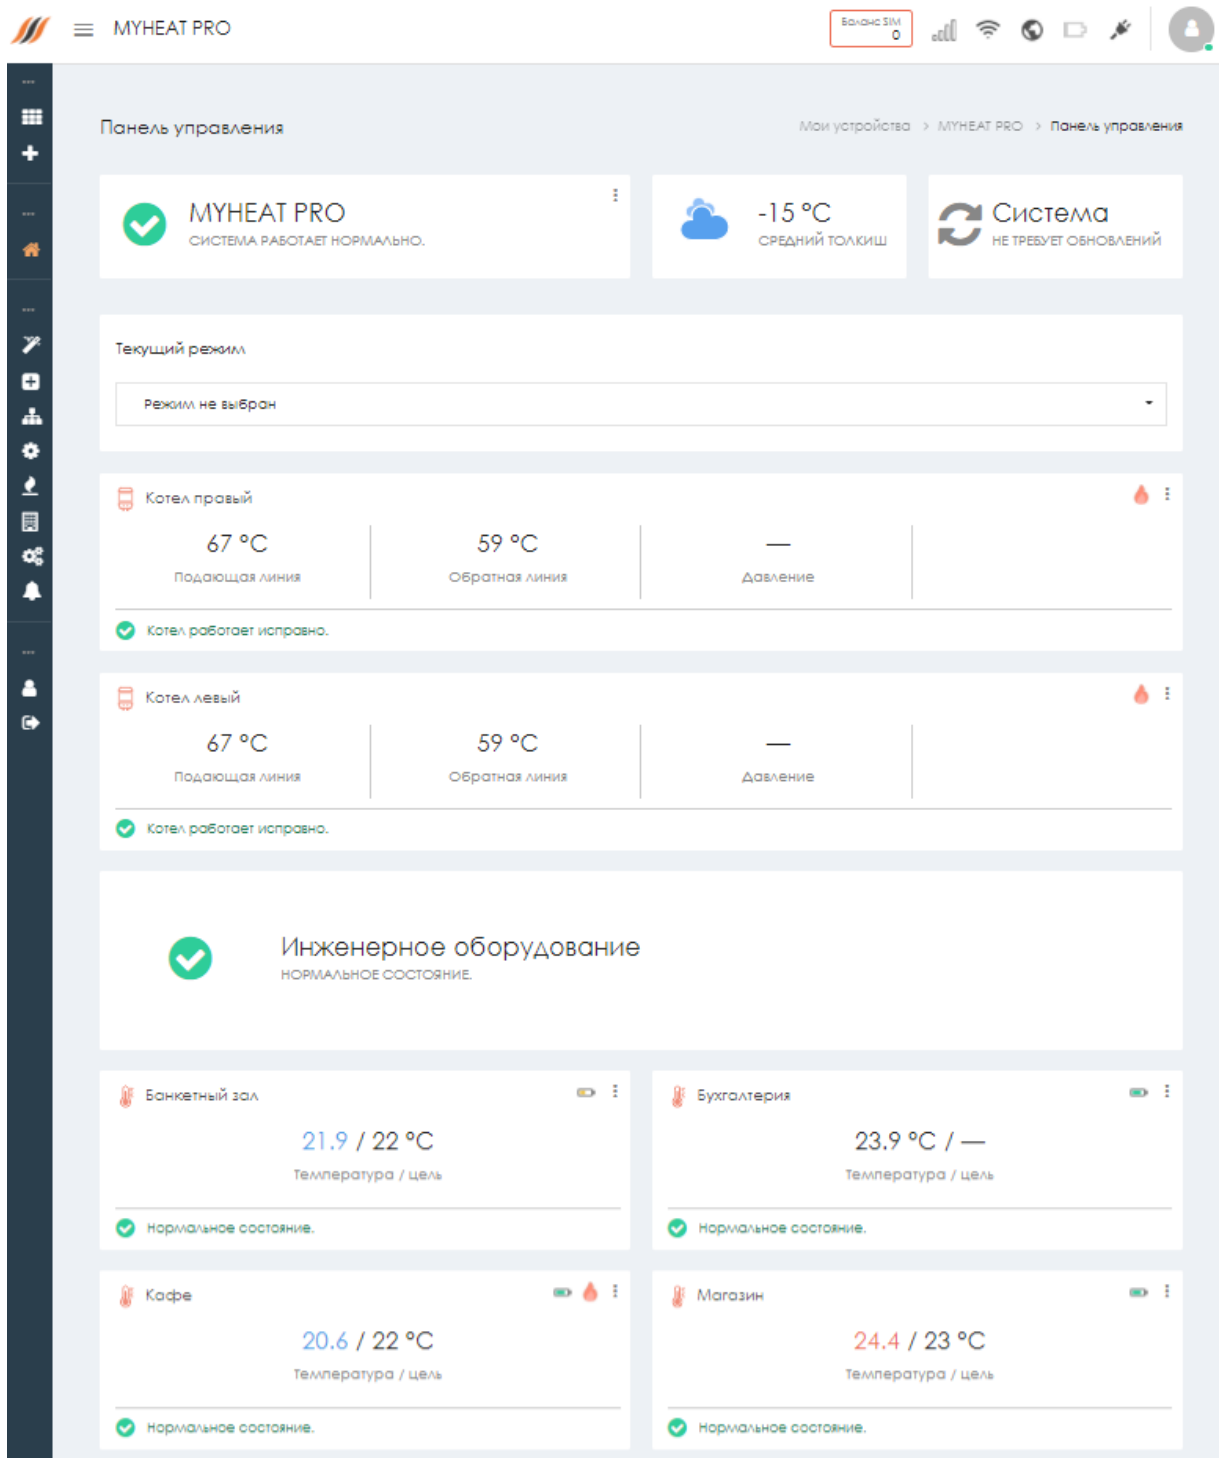 MYHEAT PRO
Баланс SIM
0
Панель управления
Мои устройства > MYHEAT PRO > Панель управления
MYHEAT PRO
СИСТЕМА РАБОТАЕТ НОРМАЛЬНО.
-15 °C
СРЕДНИЙ ТОЛКИШ
Система
НЕ ТРЕБУЕТ ОБНОВЛЕНИЙ
Текущий режим
Режим не выбран
Котел правый
67 °C
59 °C
—
Подающая линия
Обратная линия
Давление
Котел работает исправно.
Котел левый
67 °C
59 °C
—
Подающая линия
Обратная линия
Давление
Котел работает исправно.
Инженерное оборудование
НОРМАЛЬНОЕ СОСТОЯНИЕ.
Банкетный зал
21.9 / 22 °C
Температура / цель
Нормальное состояние.
Бухгалтерия
23.9 °C / —
Температура / цель
Нормальное состояние.
Кафе
20.6 / 22 °C
Температура / цель
Нормальное состояние.
Магазин
24.4 / 23 °C
Температура / цель
Нормальное состояние.